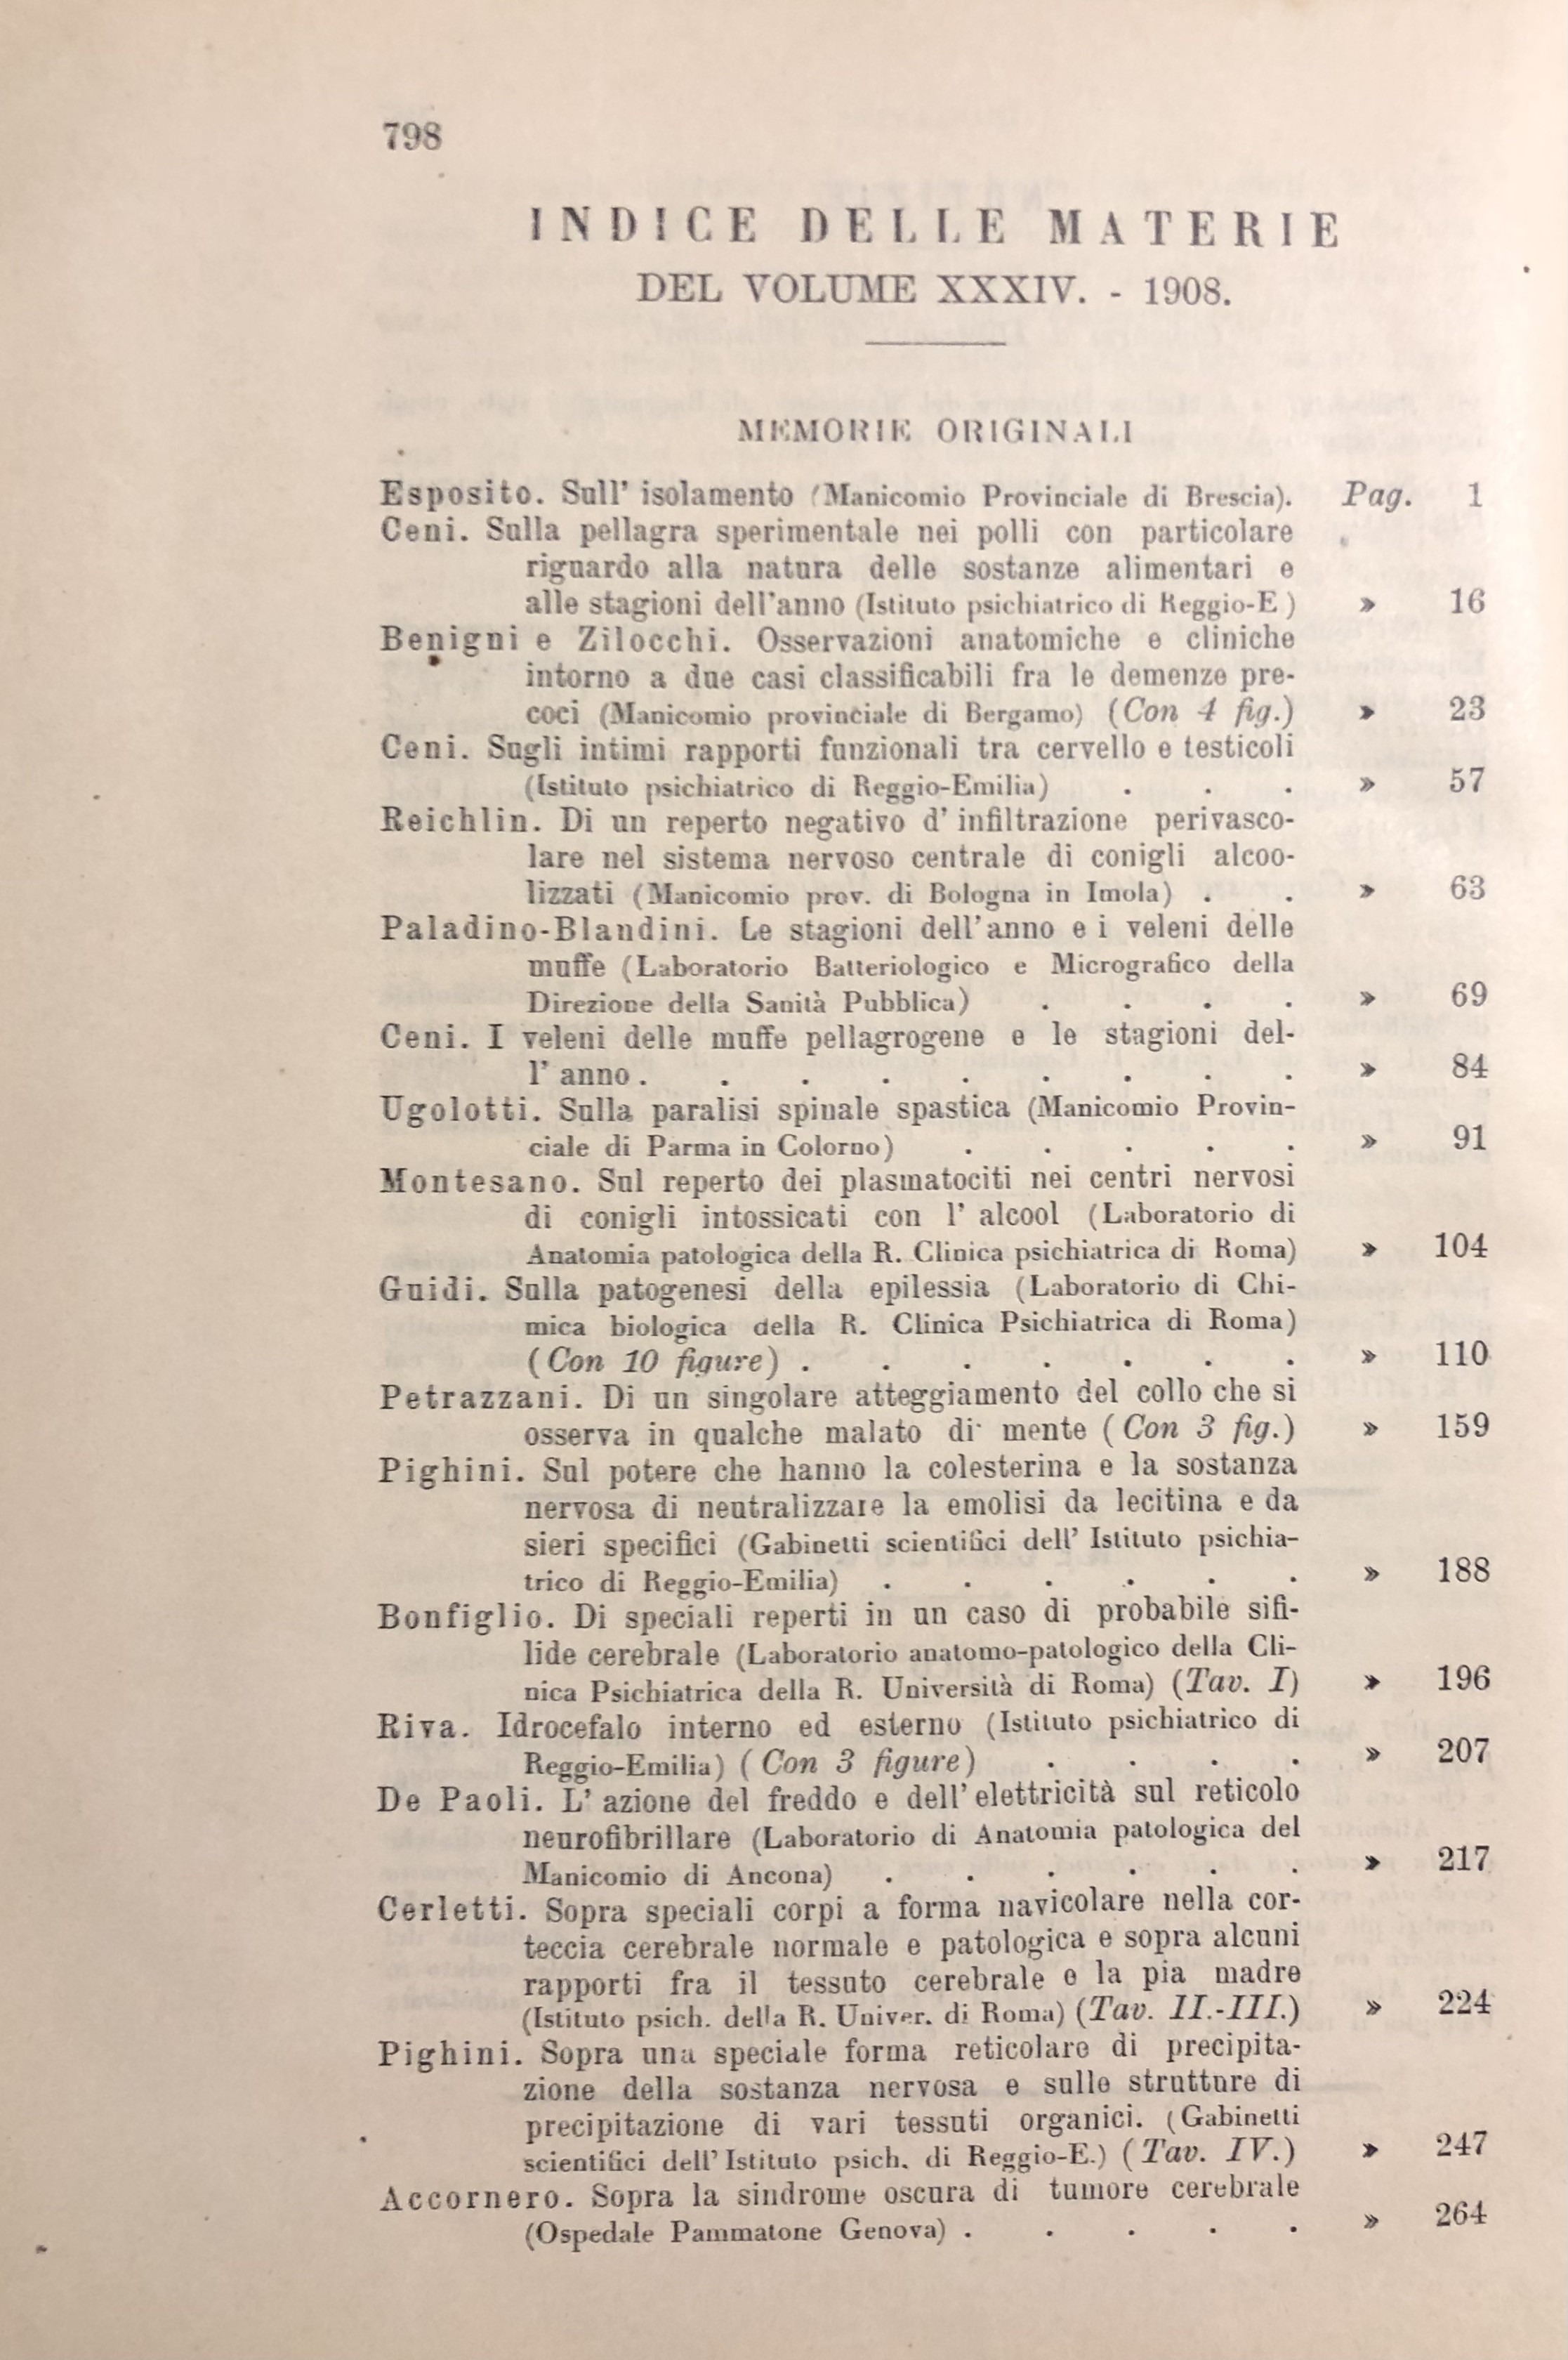 798
INDICE DELLE MATERIE
DEL VOLUME XXXIV. - 1908.
MEMORIE ORIGINALI
Esposito. Sull' isolamento (Manicomio Provinciale di Brescia). Pag. 1
Ceni. Sulla pellagra sperimentale nei polli con particolare
riguardo alla natura delle sostanze alimentari e
alle stagioni dell'anno (Istituto psichiatrico di Reggio-E ) » 16
Benigni e Zilocchi. Osservazioni anatomiche e cliniche
intorno a due casi classificabili fra le demenze pre-
coci (Manicomio provinciale di Bergamo) (Con 4 fig.) » 23
Ceni. Sugli intimi rapporti funzionali tra cervello e testicoli
(Istituto psichiatrico di Reggio-Emilia) . . . » 57
Reichlin. Di un reperto negativo d' infiltrazione perivasco-
lare nel sistema nervoso centrale di conigli alcoo-
lizzati (Manicomio prov. di Bologna in Imola) . . » 63
Paladino-Blandini. Le stagioni dell'anno e i veleni delle
muffe (Laboratorio Batteriologico e Micrografico della
Direzione della Sanità Pubblica) . . . . » 69
Ceni. I veleni delle muffe pellagrogene e le stagioni del-
l' anno . . . . . . . . . » 84
Ugolotti. Sulla paralisi spinale spastica (Manicomio Provin-
ciale di Parma in Colorno) . . . . . » 91
Montesano. Sul reperto dei plasmatociti nei centri nervosi
di conigli intossicati con l' alcool (Laboratorio di
Anatomia patologica della R. Clinica psichiatrica di Roma) » 104
Guidi. Sulla patogenesi della epilessia (Laboratorio di Chi-
mica biologica della R. Clinica Psichiatrica di Roma)
(Con 10 figure) . . . . . . . » 110
Petrazzani. Di un singolare atteggiamento del collo che si
osserva in qualche malato di mente (Con 3 fig.) » 159
Pighini. Sul potere che hanno la colesterina e la sostanza
nervosa di neutralizzare la emolisi da lecitina e da
sieri specifici (Gabinetti scientifici dell' Istituto psichia-
trico di Reggio-Emilia) . . . . . . » 188
Bonfiglio. Di speciali reperti in un caso di probabile sifi-
lide cerebrale (Laboratorio anatomo-patologico della Cli-
nica Psichiatrica della R. Università di Roma) (Tav. I) » 196
Riva. Idrocefalo interno ed esterno (Istituto psichiatrico di
Reggio-Emilia) (Con 3 figure) . . . . » 207
De Paoli. L' azione del freddo e dell' elettricità sul reticolo
neurofibrillare (Laboratorio di Anatomia patologica del
Manicomio di Ancona) . . . . . . » 217
Cerletti. Sopra speciali corpi a forma navicolare nella cor-
teccia cerebrale normale e patologica e sopra alcuni
rapporti fra il tessuto cerebrale e la pia madre
(Istituto psich. della R. Univer. di Roma) (Tav. II.-III.) » 224
Pighini. Sopra una speciale forma reticolare di precipita-
zione della sostanza nervosa e sulle strutture di
precipitazione di vari tessuti organici. (Gabinetti
scientifici dell' Istituto psich. di Reggio-E.) (Tav. IV.) » 247
Accornero. Sopra la sindrome oscura di tumore cerebrale
(Ospedale Pammatone Genova) . . . . . » 264